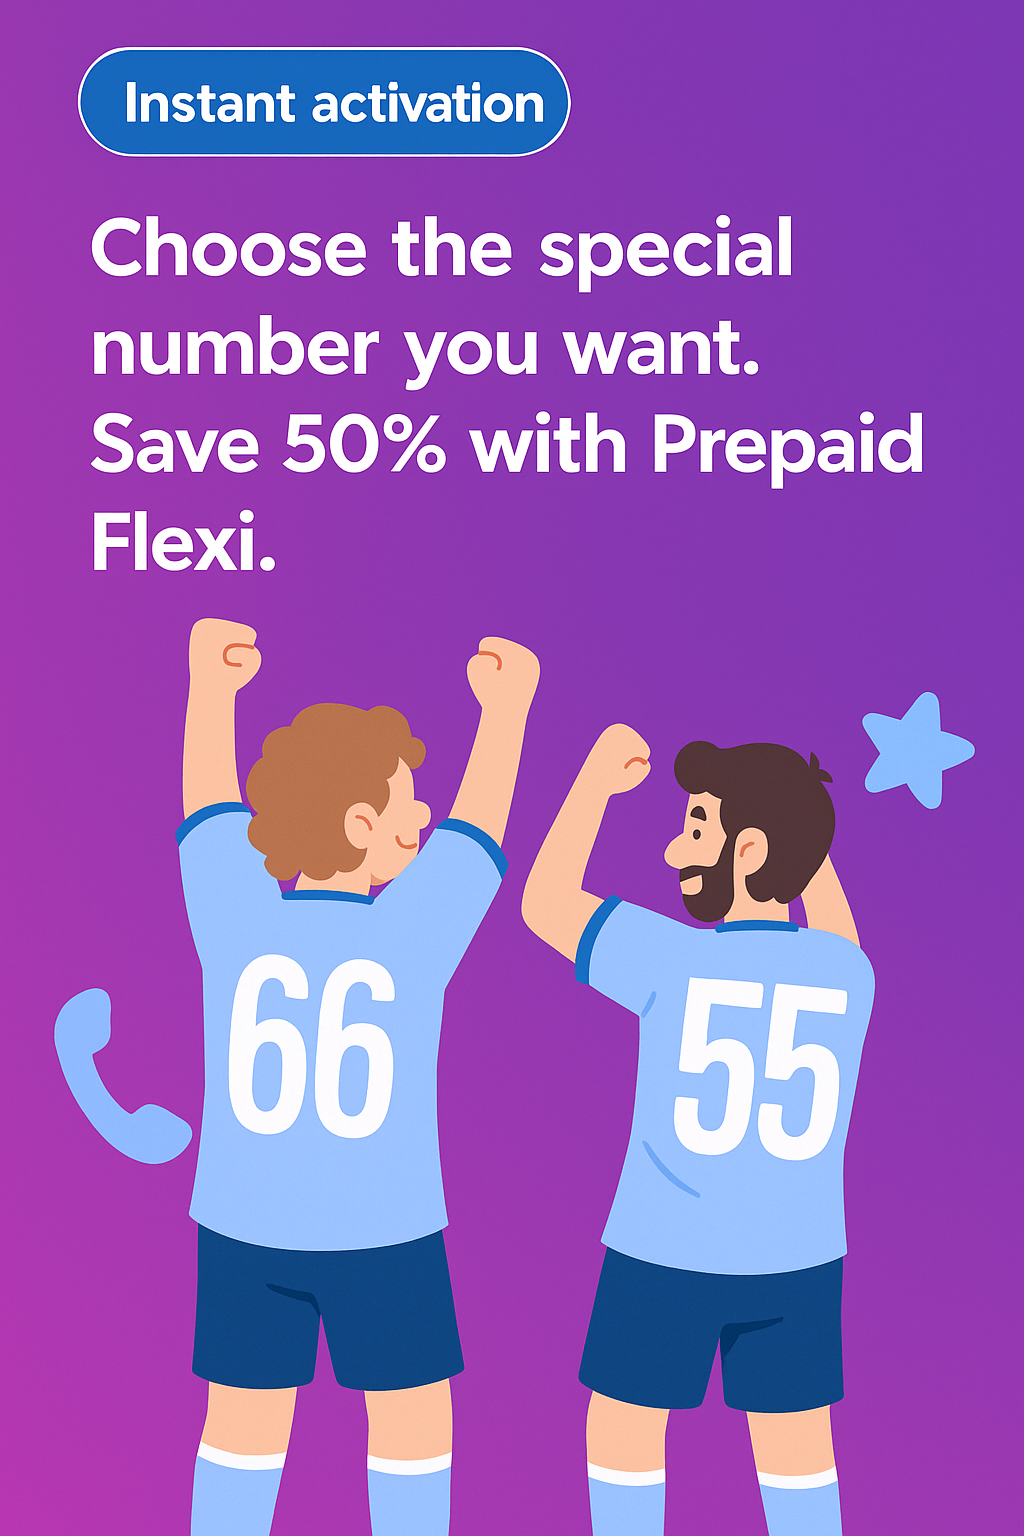 Instant activation
Choose the special
number you want.
Save 50% with Prepaid
Flexi.
66
55